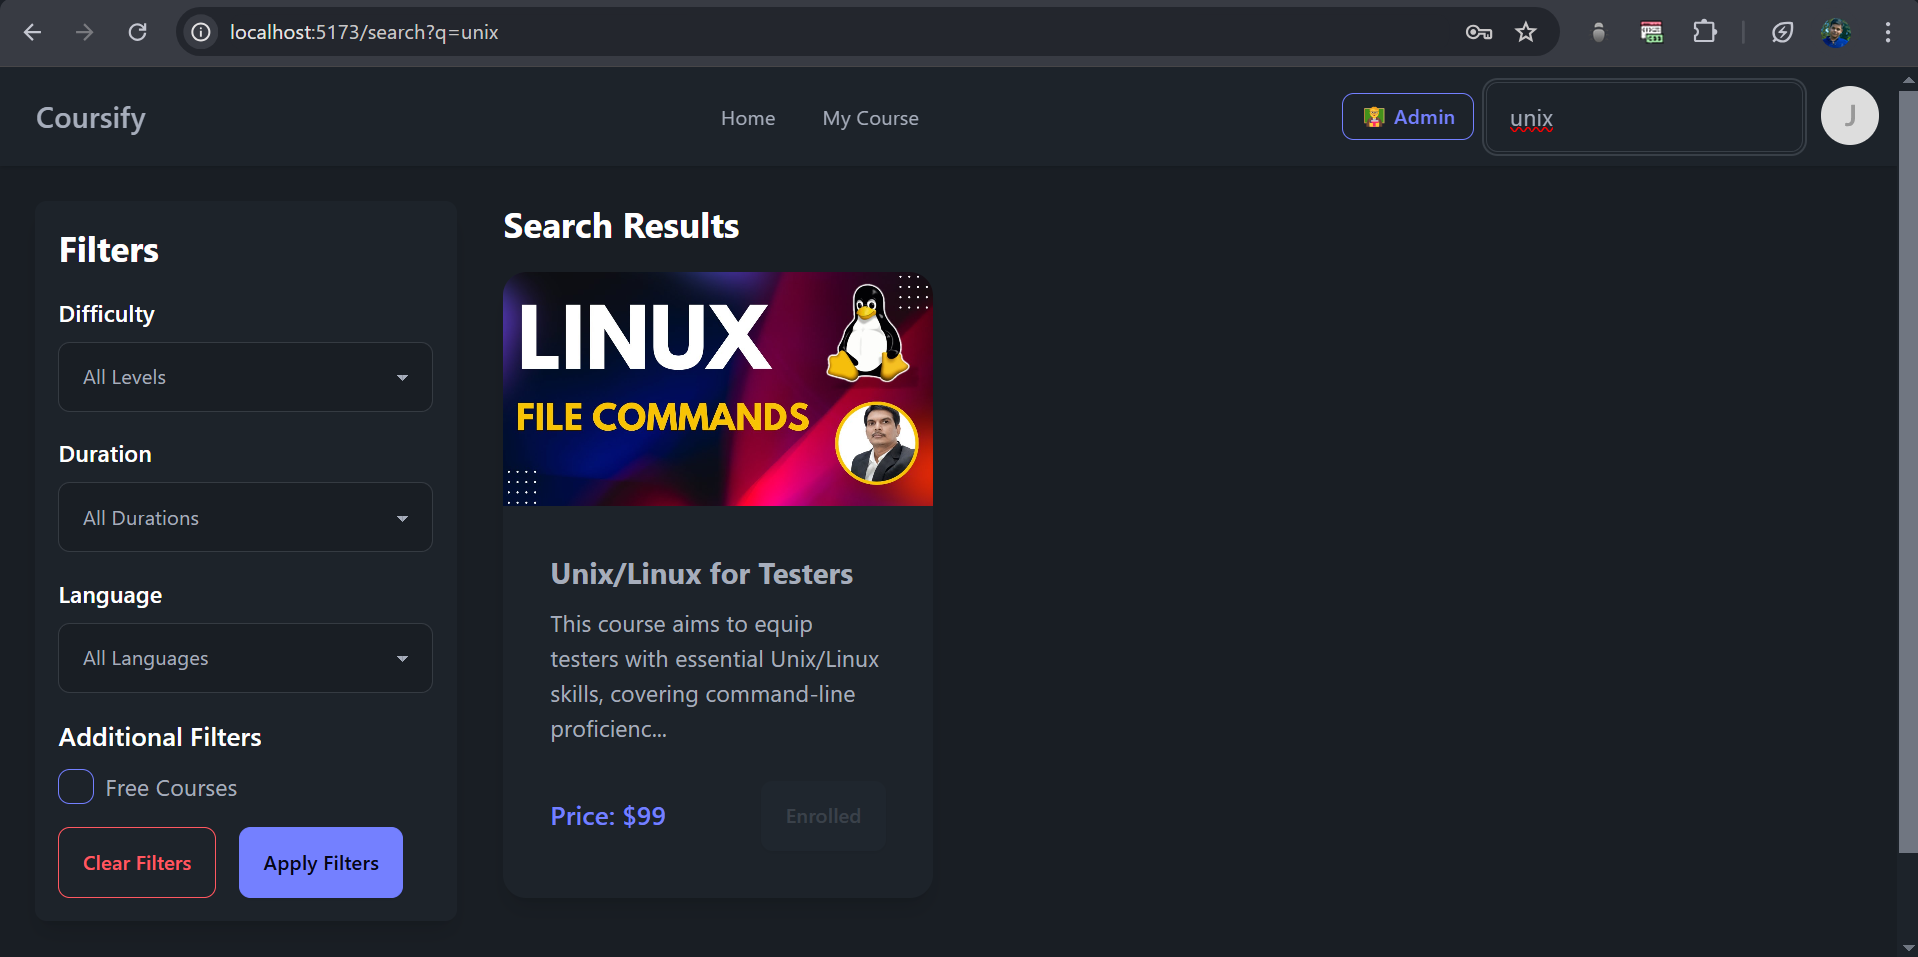 localhost:5173/search?q=unix
Coursify
Home
My Course
Admin
unix
J
Filters
Difficulty
All Levels
Duration
All Durations
Language
All Languages
Additional Filters
Free Courses
Clear Filters
Apply Filters
Search Results
LINUX
FILE COMMANDS
Unix/Linux for Testers
This course aims to equip
testers with essential Unix/Linux
skills, covering command-line
proficienc...
Price: $99
Enrolled